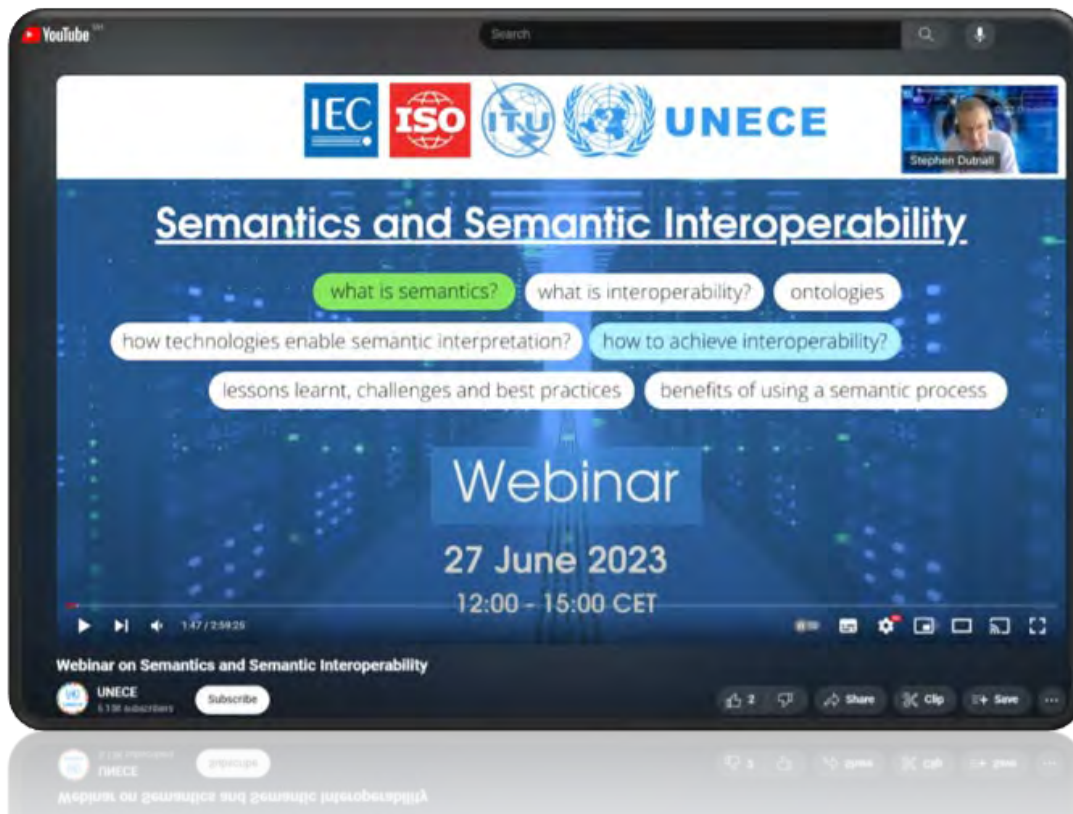 YouTube
Search
IEC ISO ITU UNECE
Stephen Dutnall
Semantics and Semantic Interoperability
what is semantics? what is interoperability? ontologies
how technologies enable semantic interpretation? how to achieve interoperability?
lessons learnt, challenges and best practices benefits of using a semantic process
Webinar
27 June 2023
12:00 - 15:00 CET
1:47 / 2:59:25
Webinar on Semantics and Semantic Interoperability
UNECE
subscribers
Subscribe
2 Share Clip Save